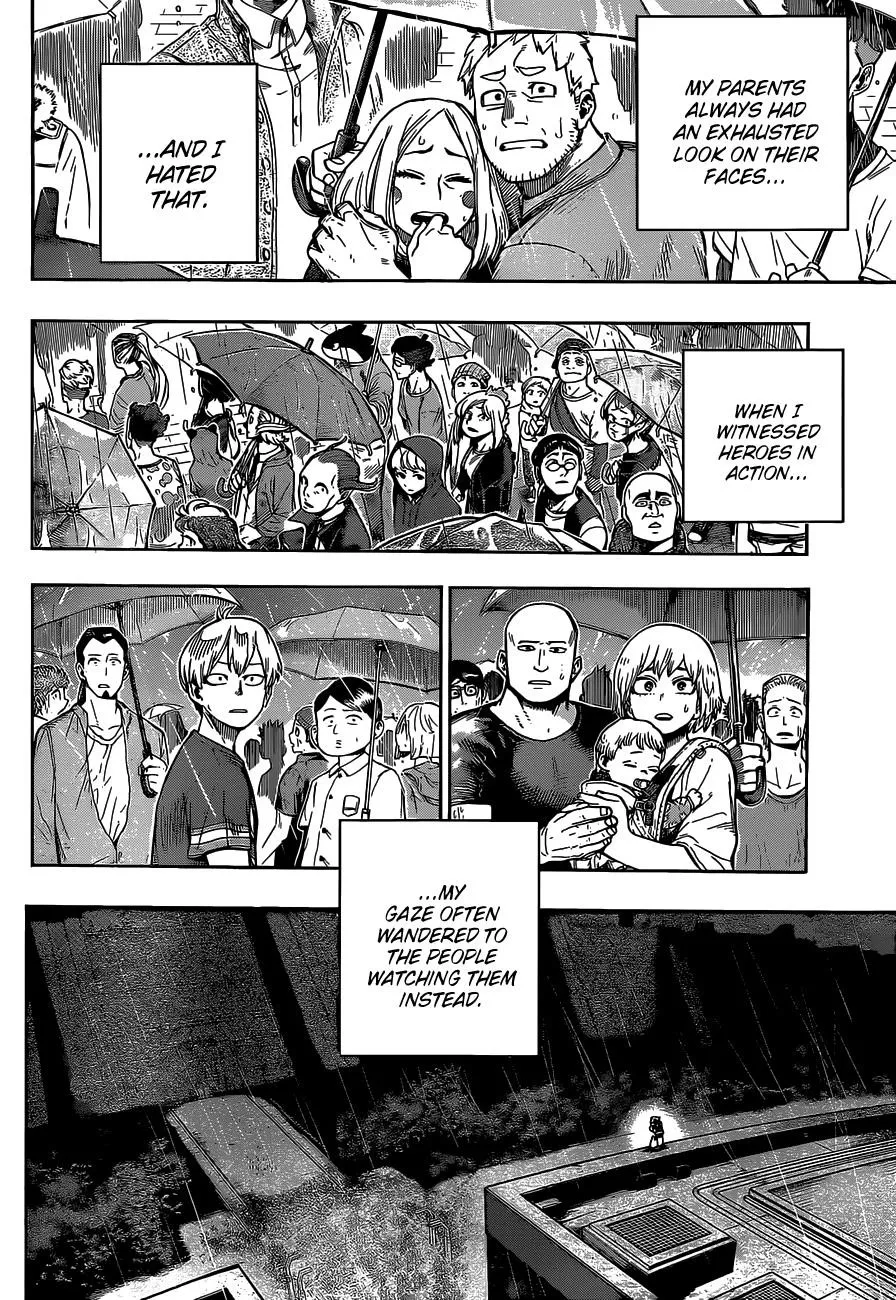 MY PARENTS
ALWAYS HAD
AN EXHAUSTED
LOOK ON THEIR
FACES...
...AND I
HATED
THAT.
WHEN I
WITNESSED
HEROES IN
ACTION...
...MY
GAZE OFTEN
WANDERED TO
THE PEOPLE
WATCHING THEM
INSTEAD.